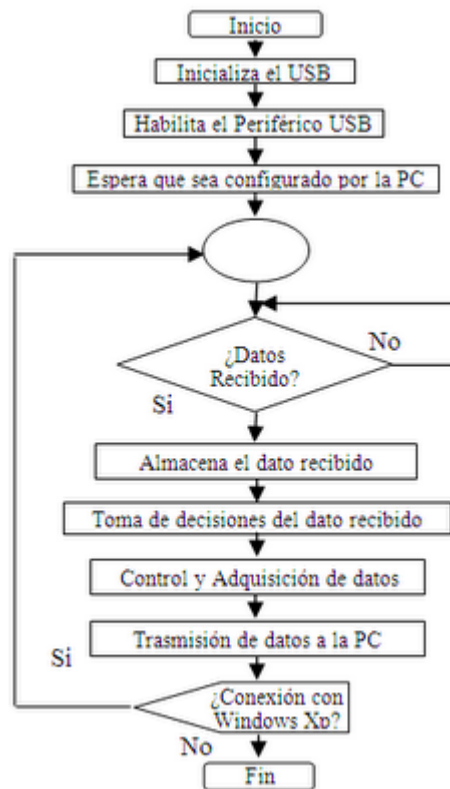 Inicio
Inicializa el USB
Habilita el Periférico USB
Espera que sea configurado por la PC
¿Datos
Recibido?
No
Si
Almacena el dato recibido
Toma de decisiones del dato recibido
Control y Adquisición de datos
Trasmisión de datos a la PC
Si
¿Conexión con
Windows Xp?
No
Fin